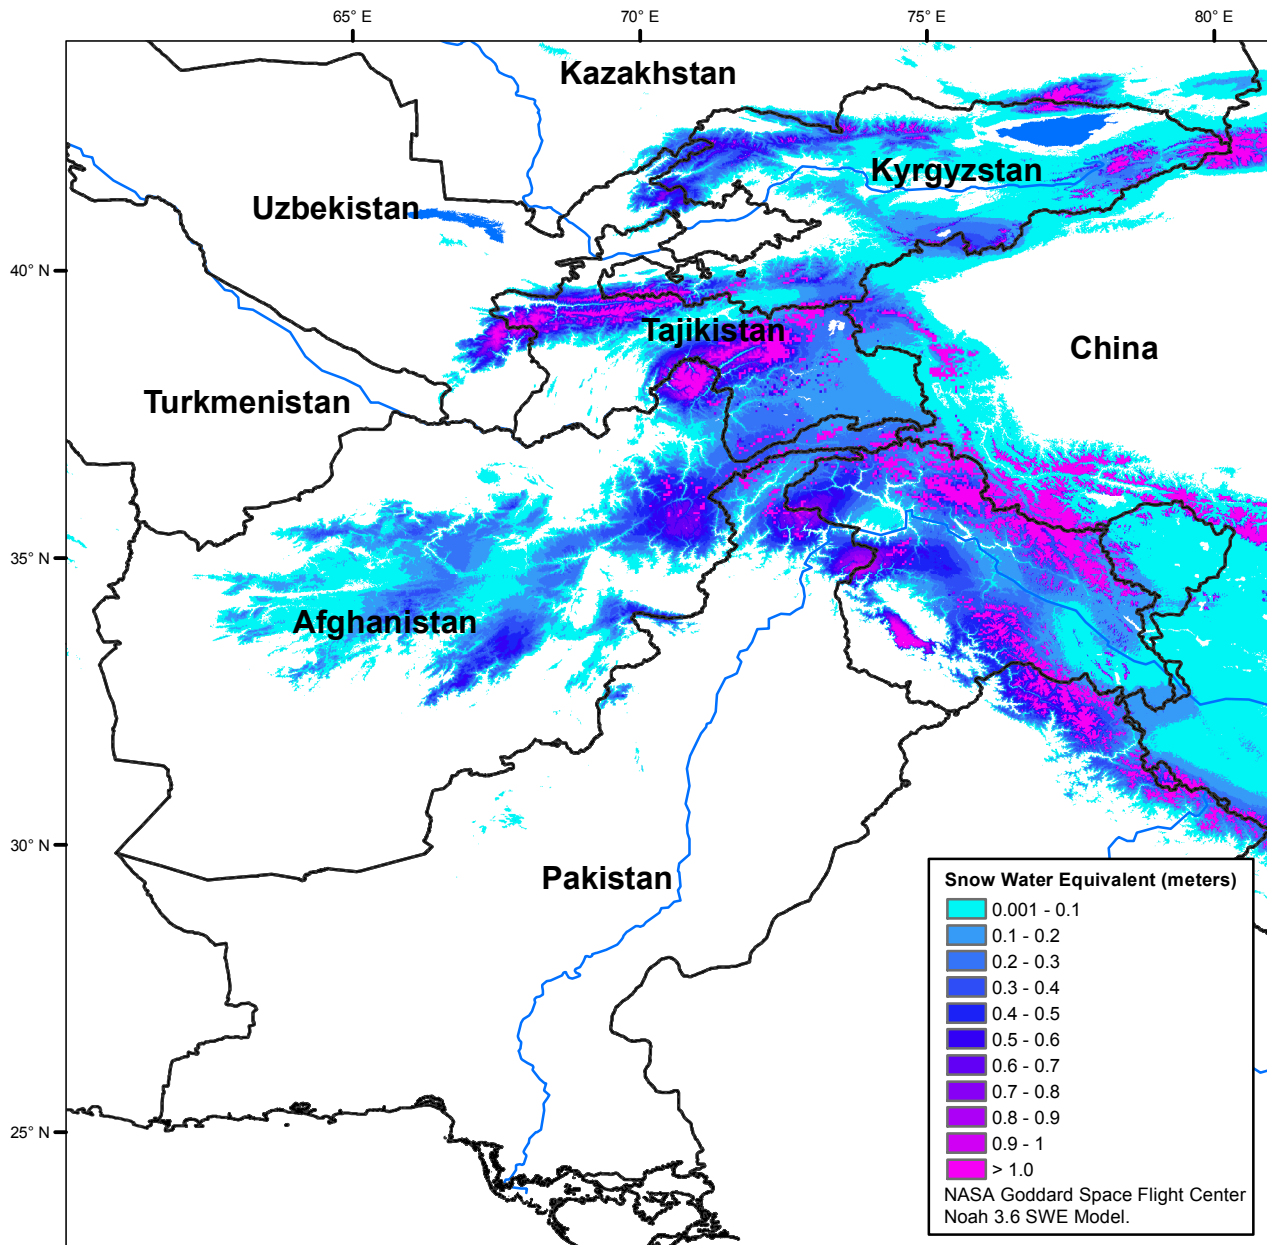 65° E
70° E
75° E
80° E
Kazakhstan
Kyrgyzstan
Uzbekistan
40° N
Tajikistan
China
Turkmenistan
35° N
Afghanistan
30° N
Pakistan
Snow Water Equivalent (meters)
0.001 - 0.1
0.1 - 0.2
0.2 - 0.3
0.3 - 0.4
0.4 - 0.5
0.5 - 0.6
0.6 - 0.7
0.7 - 0.8
0.8 - 0.9
0.9 - 1
> 1.0
25° N
NASA Goddard Space Flight Center
Noah 3.6 SWE Model.